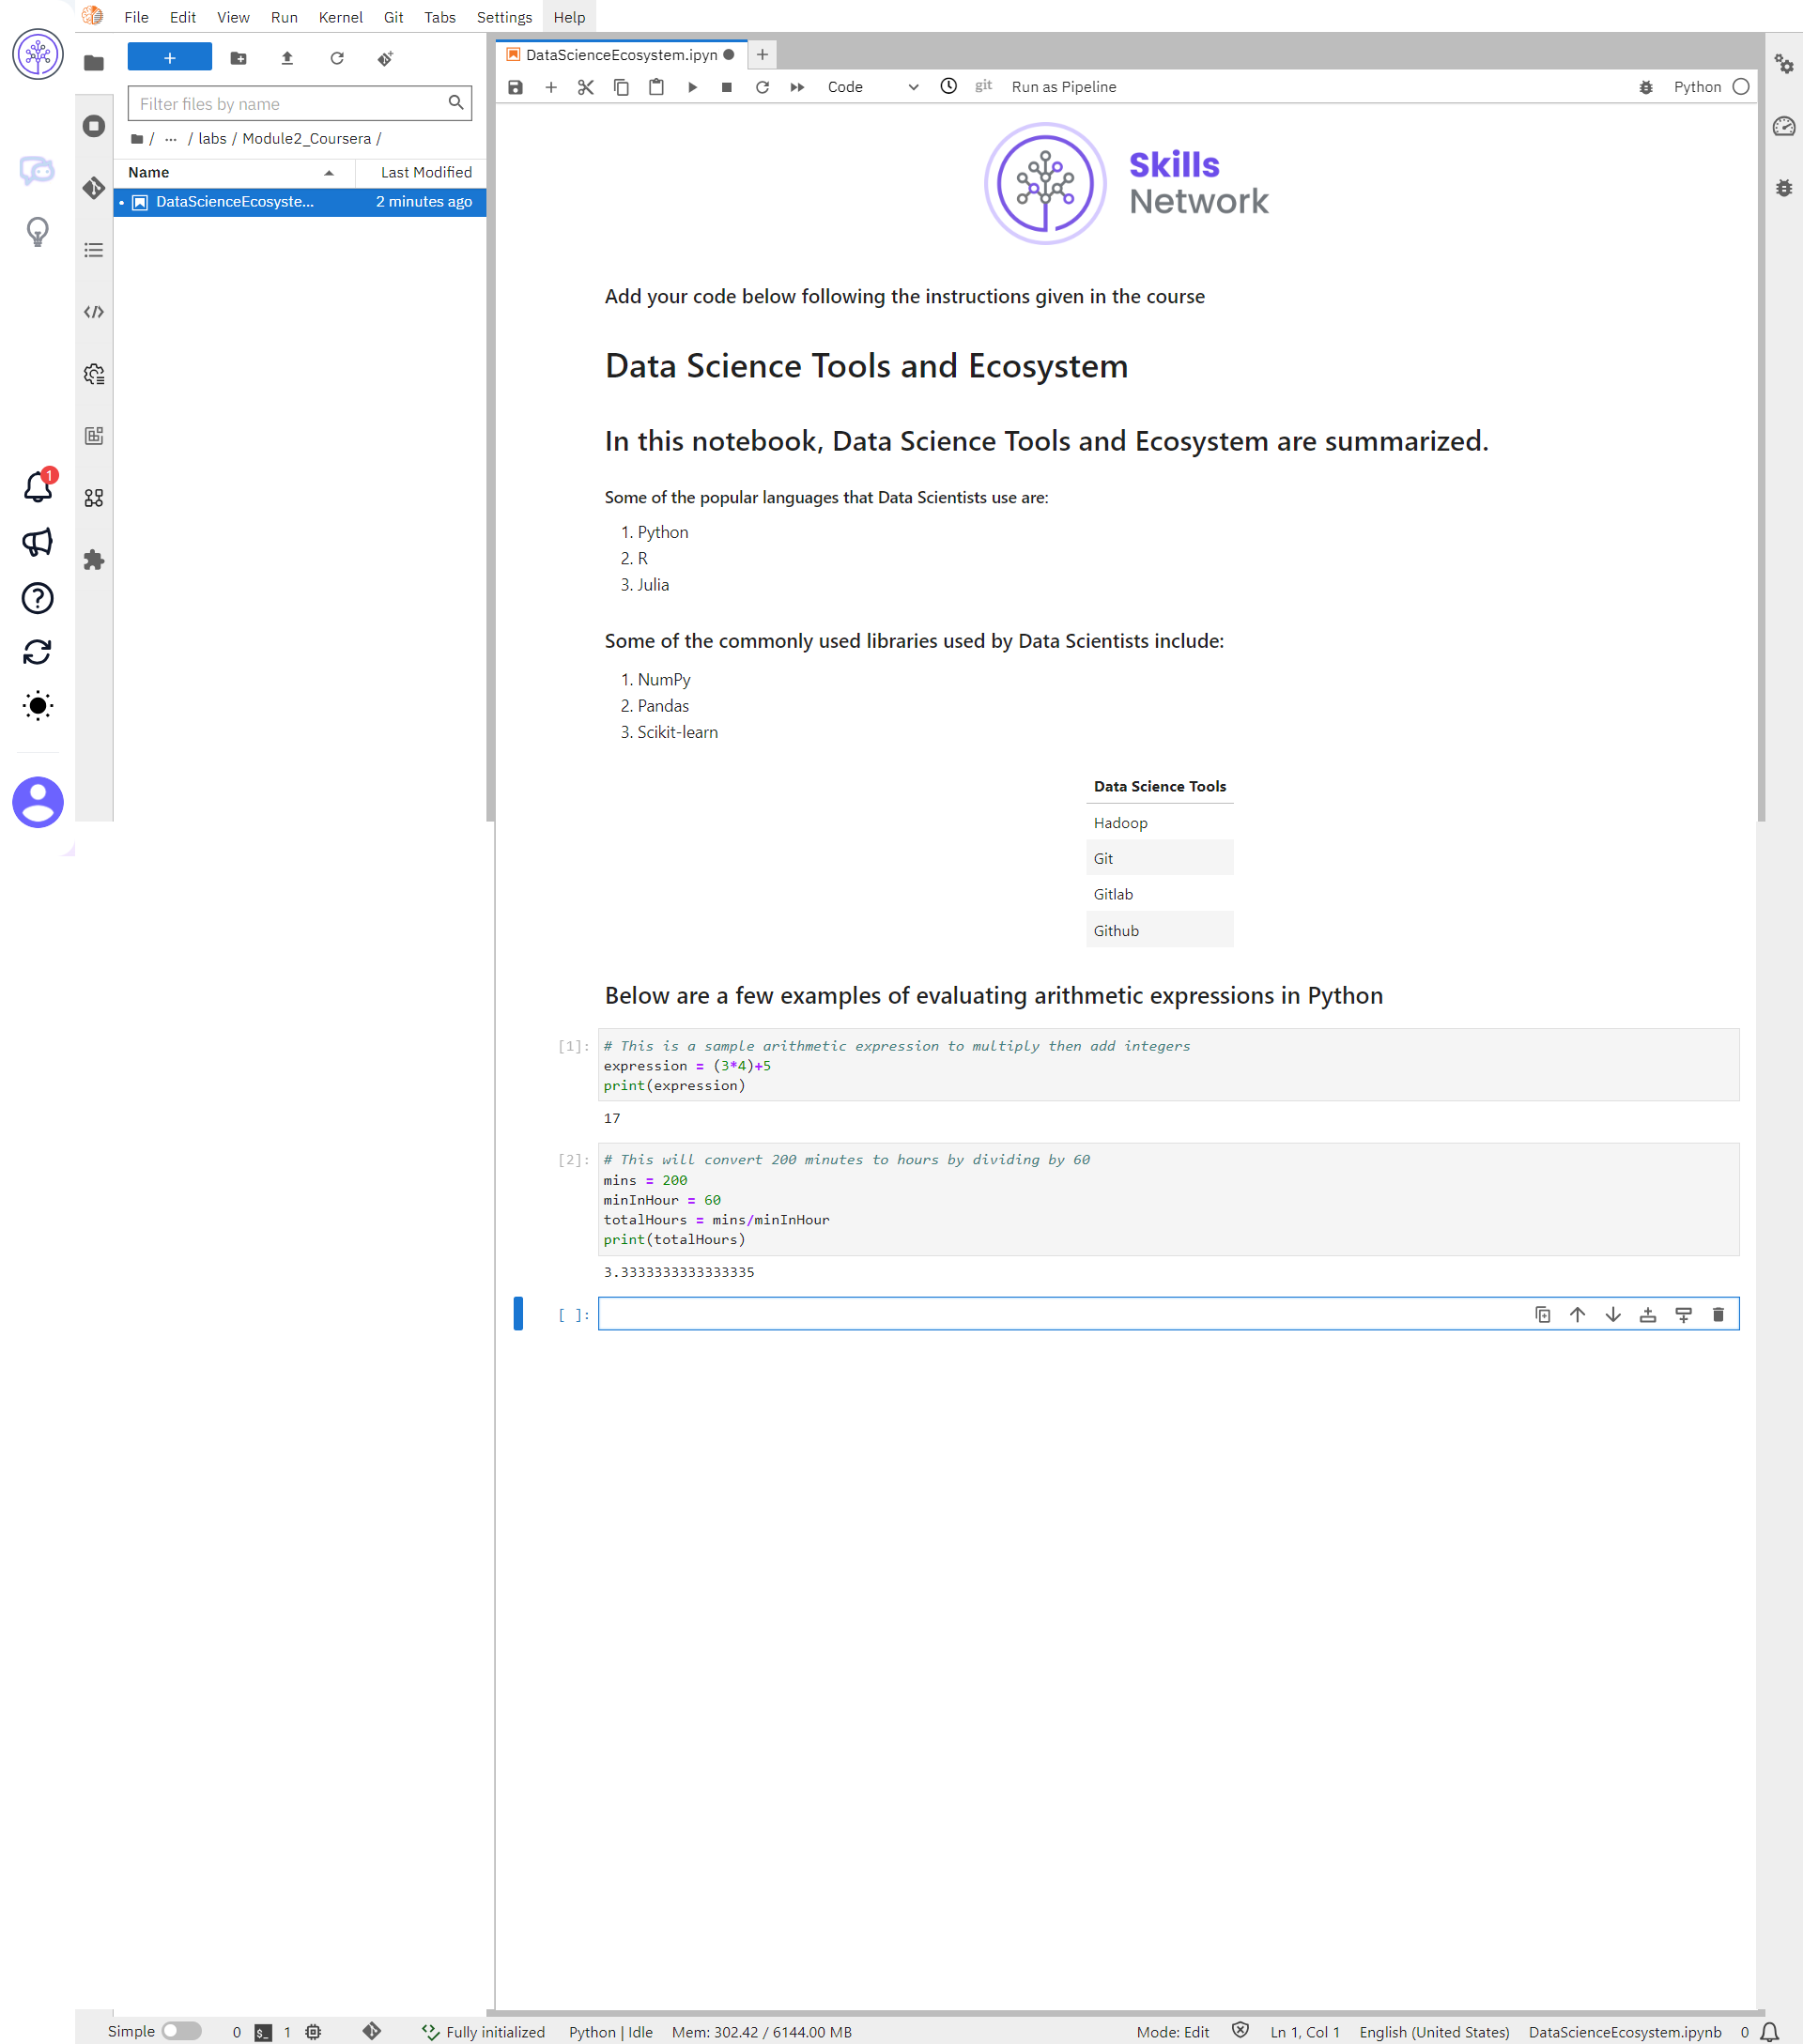 File Edit View Run Kernel Git Tabs Settings Help
+
Filter files by name
/ ... / labs / Module2_Coursera /
Name Last Modified
DataScienceEcosyste... 2 minutes ago
1
DataScienceEcosystem.ipyn
Code git Run as Pipeline Python
Skills
Network
Add your code below following the instructions given in the course
Data Science Tools and Ecosystem
In this notebook, Data Science Tools and Ecosystem are summarized.
Some of the popular languages that Data Scientists use are:
1. Python
2. R
3. Julia
Some of the commonly used libraries used by Data Scientists include:
1. NumPy
2. Pandas
3. Scikit-learn
Data Science Tools
Hadoop
Git
Gitlab
Github
Below are a few examples of evaluating arithmetic expressions in Python
[1]: # This is a sample arithmetic expression to multiply then add integers
expression = (3*4)+5
print(expression)
17
[2]: # This will convert 200 minutes to hours by dividing by 60
mins = 200
minInHour = 60
totalHours = mins/minInHour
print(totalHours)
3.3333333333333335
[ ]:
Simple 0 $_ 1 Fully initialized Python | Idle Mem: 302.42 / 6144.00 MB Mode: Edit Ln 1, Col 1 English (United States) DataScienceEcosystem.ipynb 0